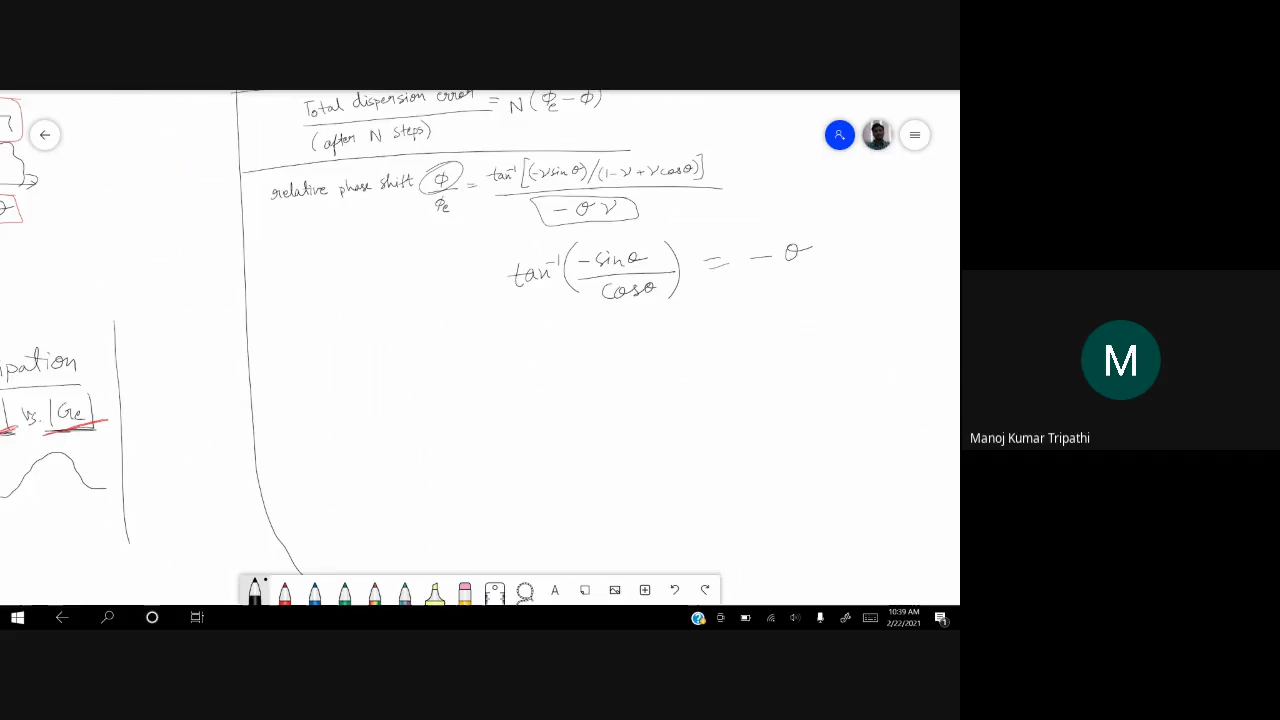 Total dispersion error = N(ϕe − ϕ)
(after N steps)
relative phase shift ϕ/ϕe = tan⁻¹[(−ν sin θ)/(1−ν+ν cos θ)] / −θν
tan⁻¹(−sin θ / cos θ) = − θ
ipation
vs. |Ge|
M
Manoj Kumar Tripathi
A
10:39 AM
2/22/2021